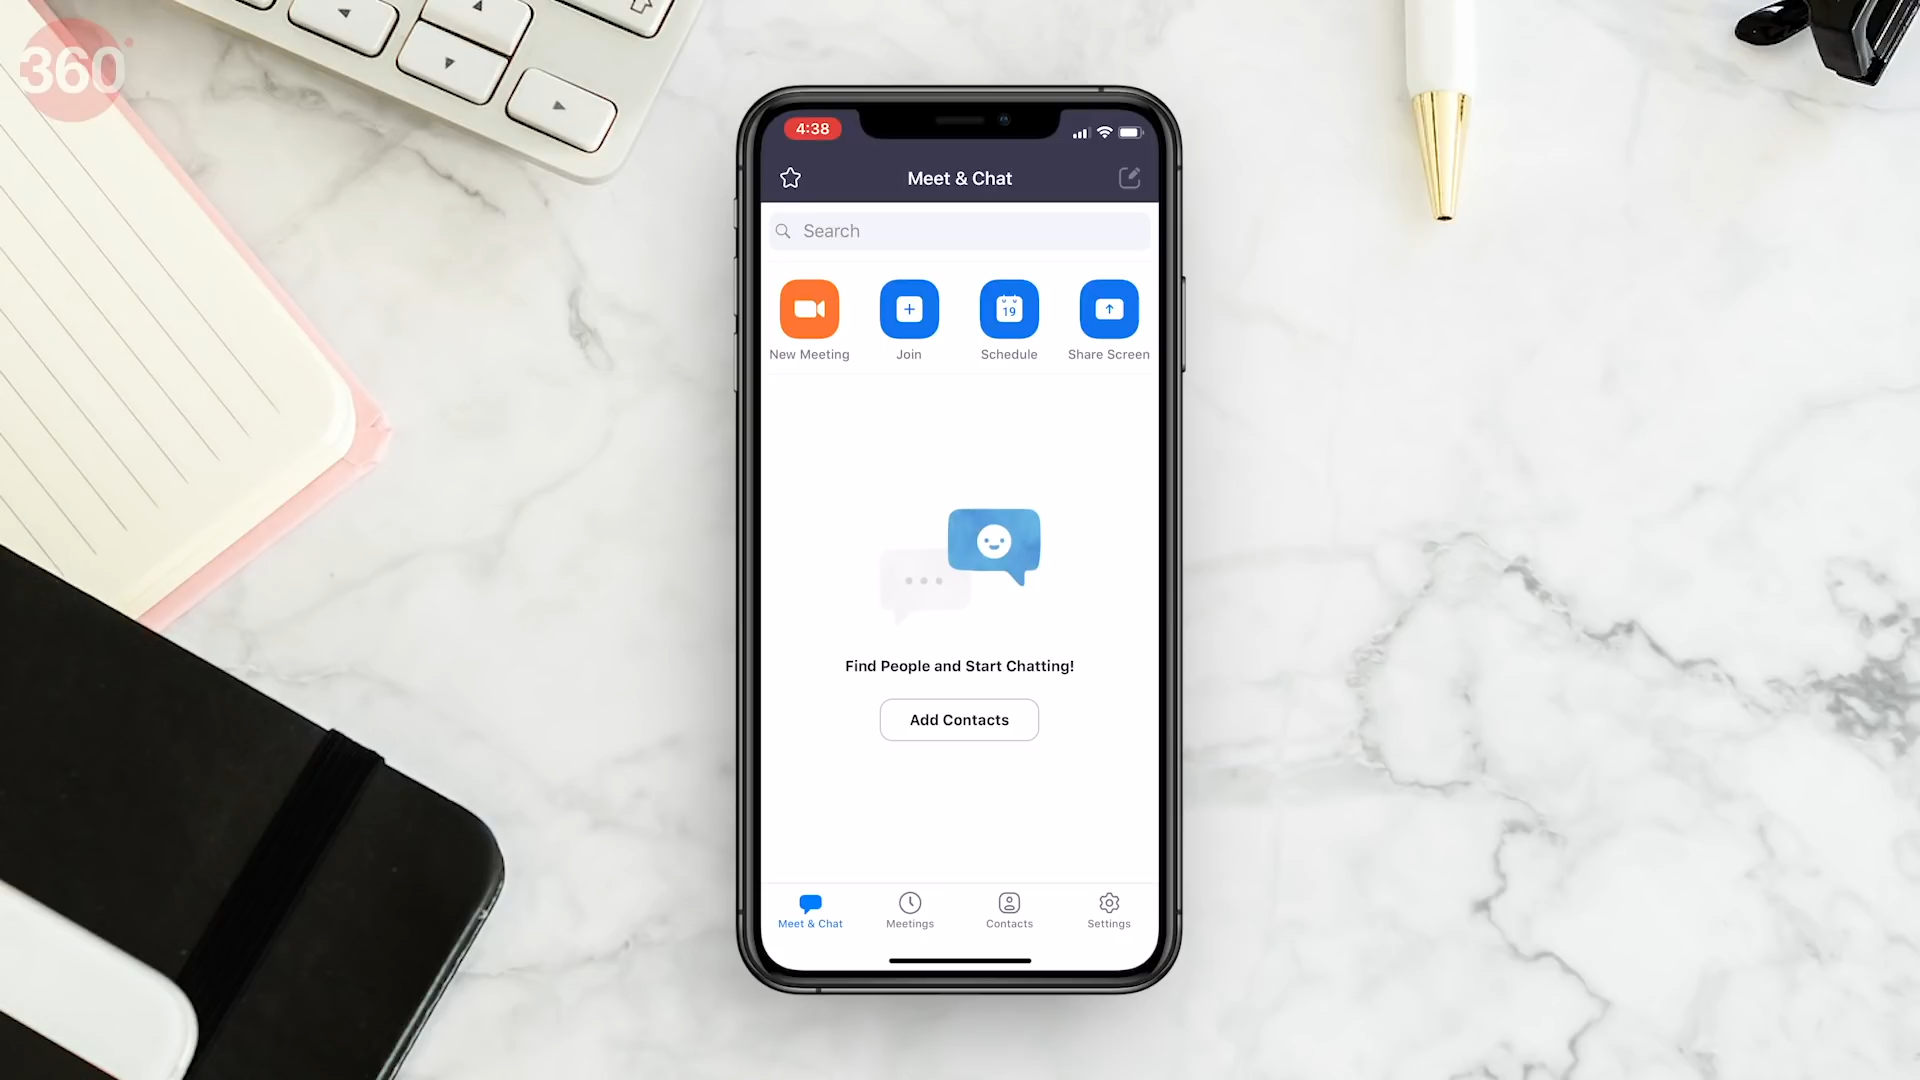 360
4:38
Meet & Chat
Search
19
New Meeting
Join
Schedule
Share Screen
Find People and Start Chatting!
Add Contacts
Meet & Chat
Meetings
Contacts
Settings